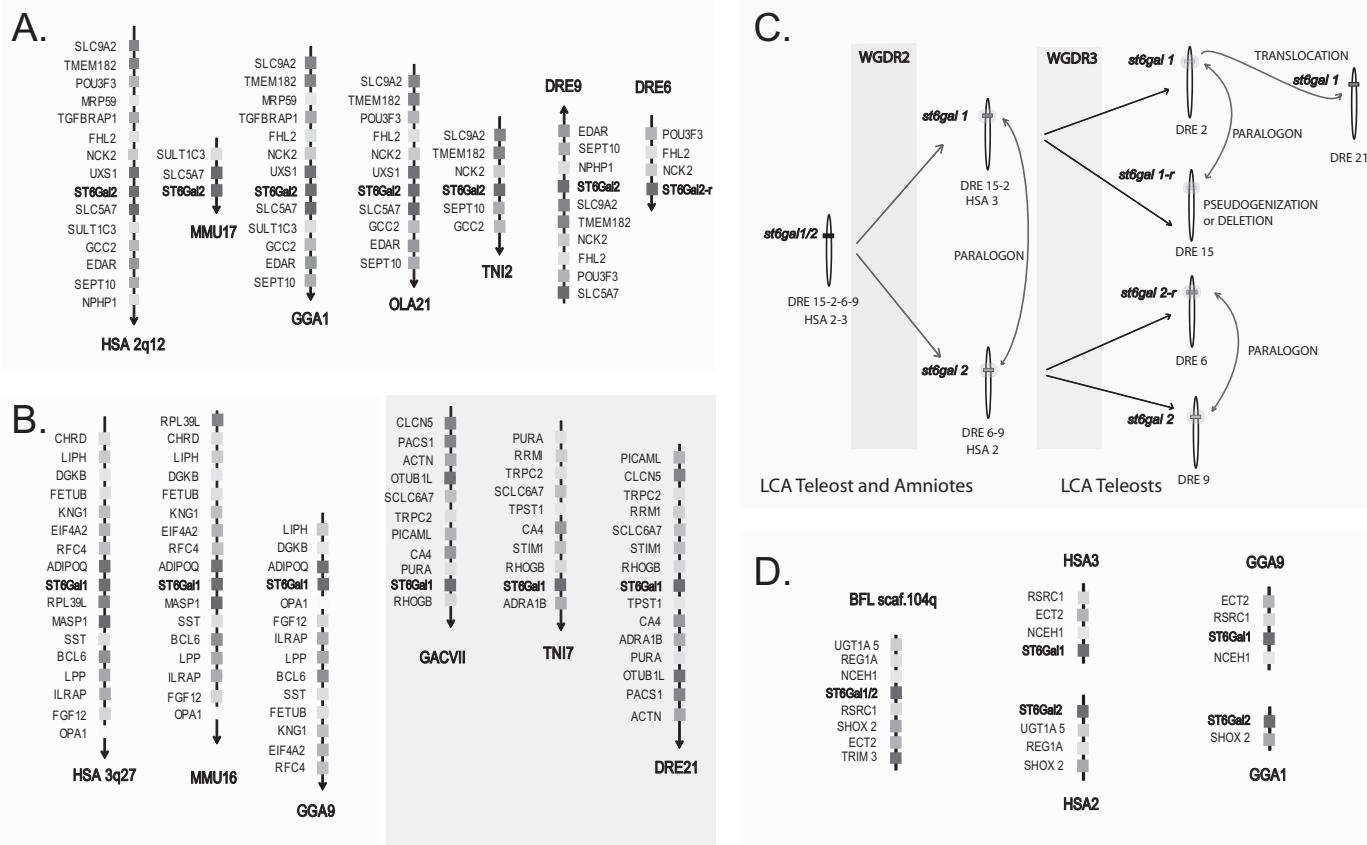 A.
SLC9A2
TMEM182
POU3F3
MRP59
TGFBRAP1
FHL2
NCK2
UXS1
ST6Gal2
SLC5A7
SULT1C3
GCC2
EDAR
SEPT10
NPHP1
HSA 2q12
SULT1C3
SLC5A7
ST6Gal2
MMU17
SLC9A2
TMEM182
MRP59
TGFBRAP1
FHL2
NCK2
UXS1
ST6Gal2
SLC5A7
SULT1C3
GCC2
EDAR
SEPT10
GGA1
SLC9A2
TMEM182
POU3F3
FHL2
NCK2
UXS1
ST6Gal2
SLC5A7
GCC2
EDAR
SEPT10
OLA21
SLC9A2
TMEM182
NCK2
ST6Gal2
SEPT10
GCC2
TNI2
DRE9
EDAR
SEPT10
NPHP1
ST6Gal2
SLC9A2
TMEM182
NCK2
FHL2
POU3F3
SLC5A7
DRE6
POU3F3
FHL2
NCK2
ST6Gal2-r
B.
CHRD
LIPH
DGKB
FETUB
KNG1
EIF4A2
RFC4
ADIPOQ
ST6Gal1
RPL39L
MASP1
SST
BCL6
LPP
ILRAP
FGF12
OPA1
HSA 3q27
RPL39L
CHRD
LIPH
DGKB
FETUB
KNG1
EIF4A2
RFC4
ADIPOQ
ST6Gal1
MASP1
SST
BCL6
LPP
ILRAP
FGF12
OPA1
MMU16
LIPH
DGKB
ADIPOQ
ST6Gal1
OPA1
FGF12
ILRAP
LPP
BCL6
SST
FETUB
KNG1
EIF4A2
RFC4
GGA9
CLCN5
PACS1
ACTN
OTUB1L
SCLC6A7
TRPC2
PICAML
CA4
PURA
ST6Gal1
RHOGB
GACVII
PURA
RRMI
TRPC2
SCLC6A7
TPST1
CA4
STIM1
RHOGB
ST6Gal1
ADRA1B
TNI7
PICAML
CLCN5
TRPC2
RRM1
SCLC6A7
STIM1
RHOGB
ST6Gal1
TPST1
CA4
ADRA1B
PURA
OTUB1L
PACS1
ACTN
DRE21
C.
WGDR2
WGDR3
st6gal1/2
DRE 15-2-6-9
HSA 2-3
st6gal 1
DRE 15-2
HSA 3
PARALOGON
st6gal 2
DRE 6-9
HSA 2
st6gal 1
DRE 2
TRANSLOCATION
st6gal 1
DRE 21
PARALOGON
st6gal 1-r
PSEUDOGENIZATION
or DELETION
DRE 15
st6gal 2-r
DRE 6
PARALOGON
st6gal 2
DRE 9
LCA Teleost and Amniotes
LCA Teleosts
D.
BFL scaf.104q
UGT1A 5
REG1A
NCEH1
ST6Gal1/2
RSRC1
SHOX 2
ECT2
TRIM 3
HSA3
RSRC1
ECT2
NCEH1
ST6Gal1
ST6Gal2
UGT1A 5
REG1A
SHOX 2
HSA2
GGA9
ECT2
RSRC1
ST6Gal1
NCEH1
ST6Gal2
SHOX 2
GGA1